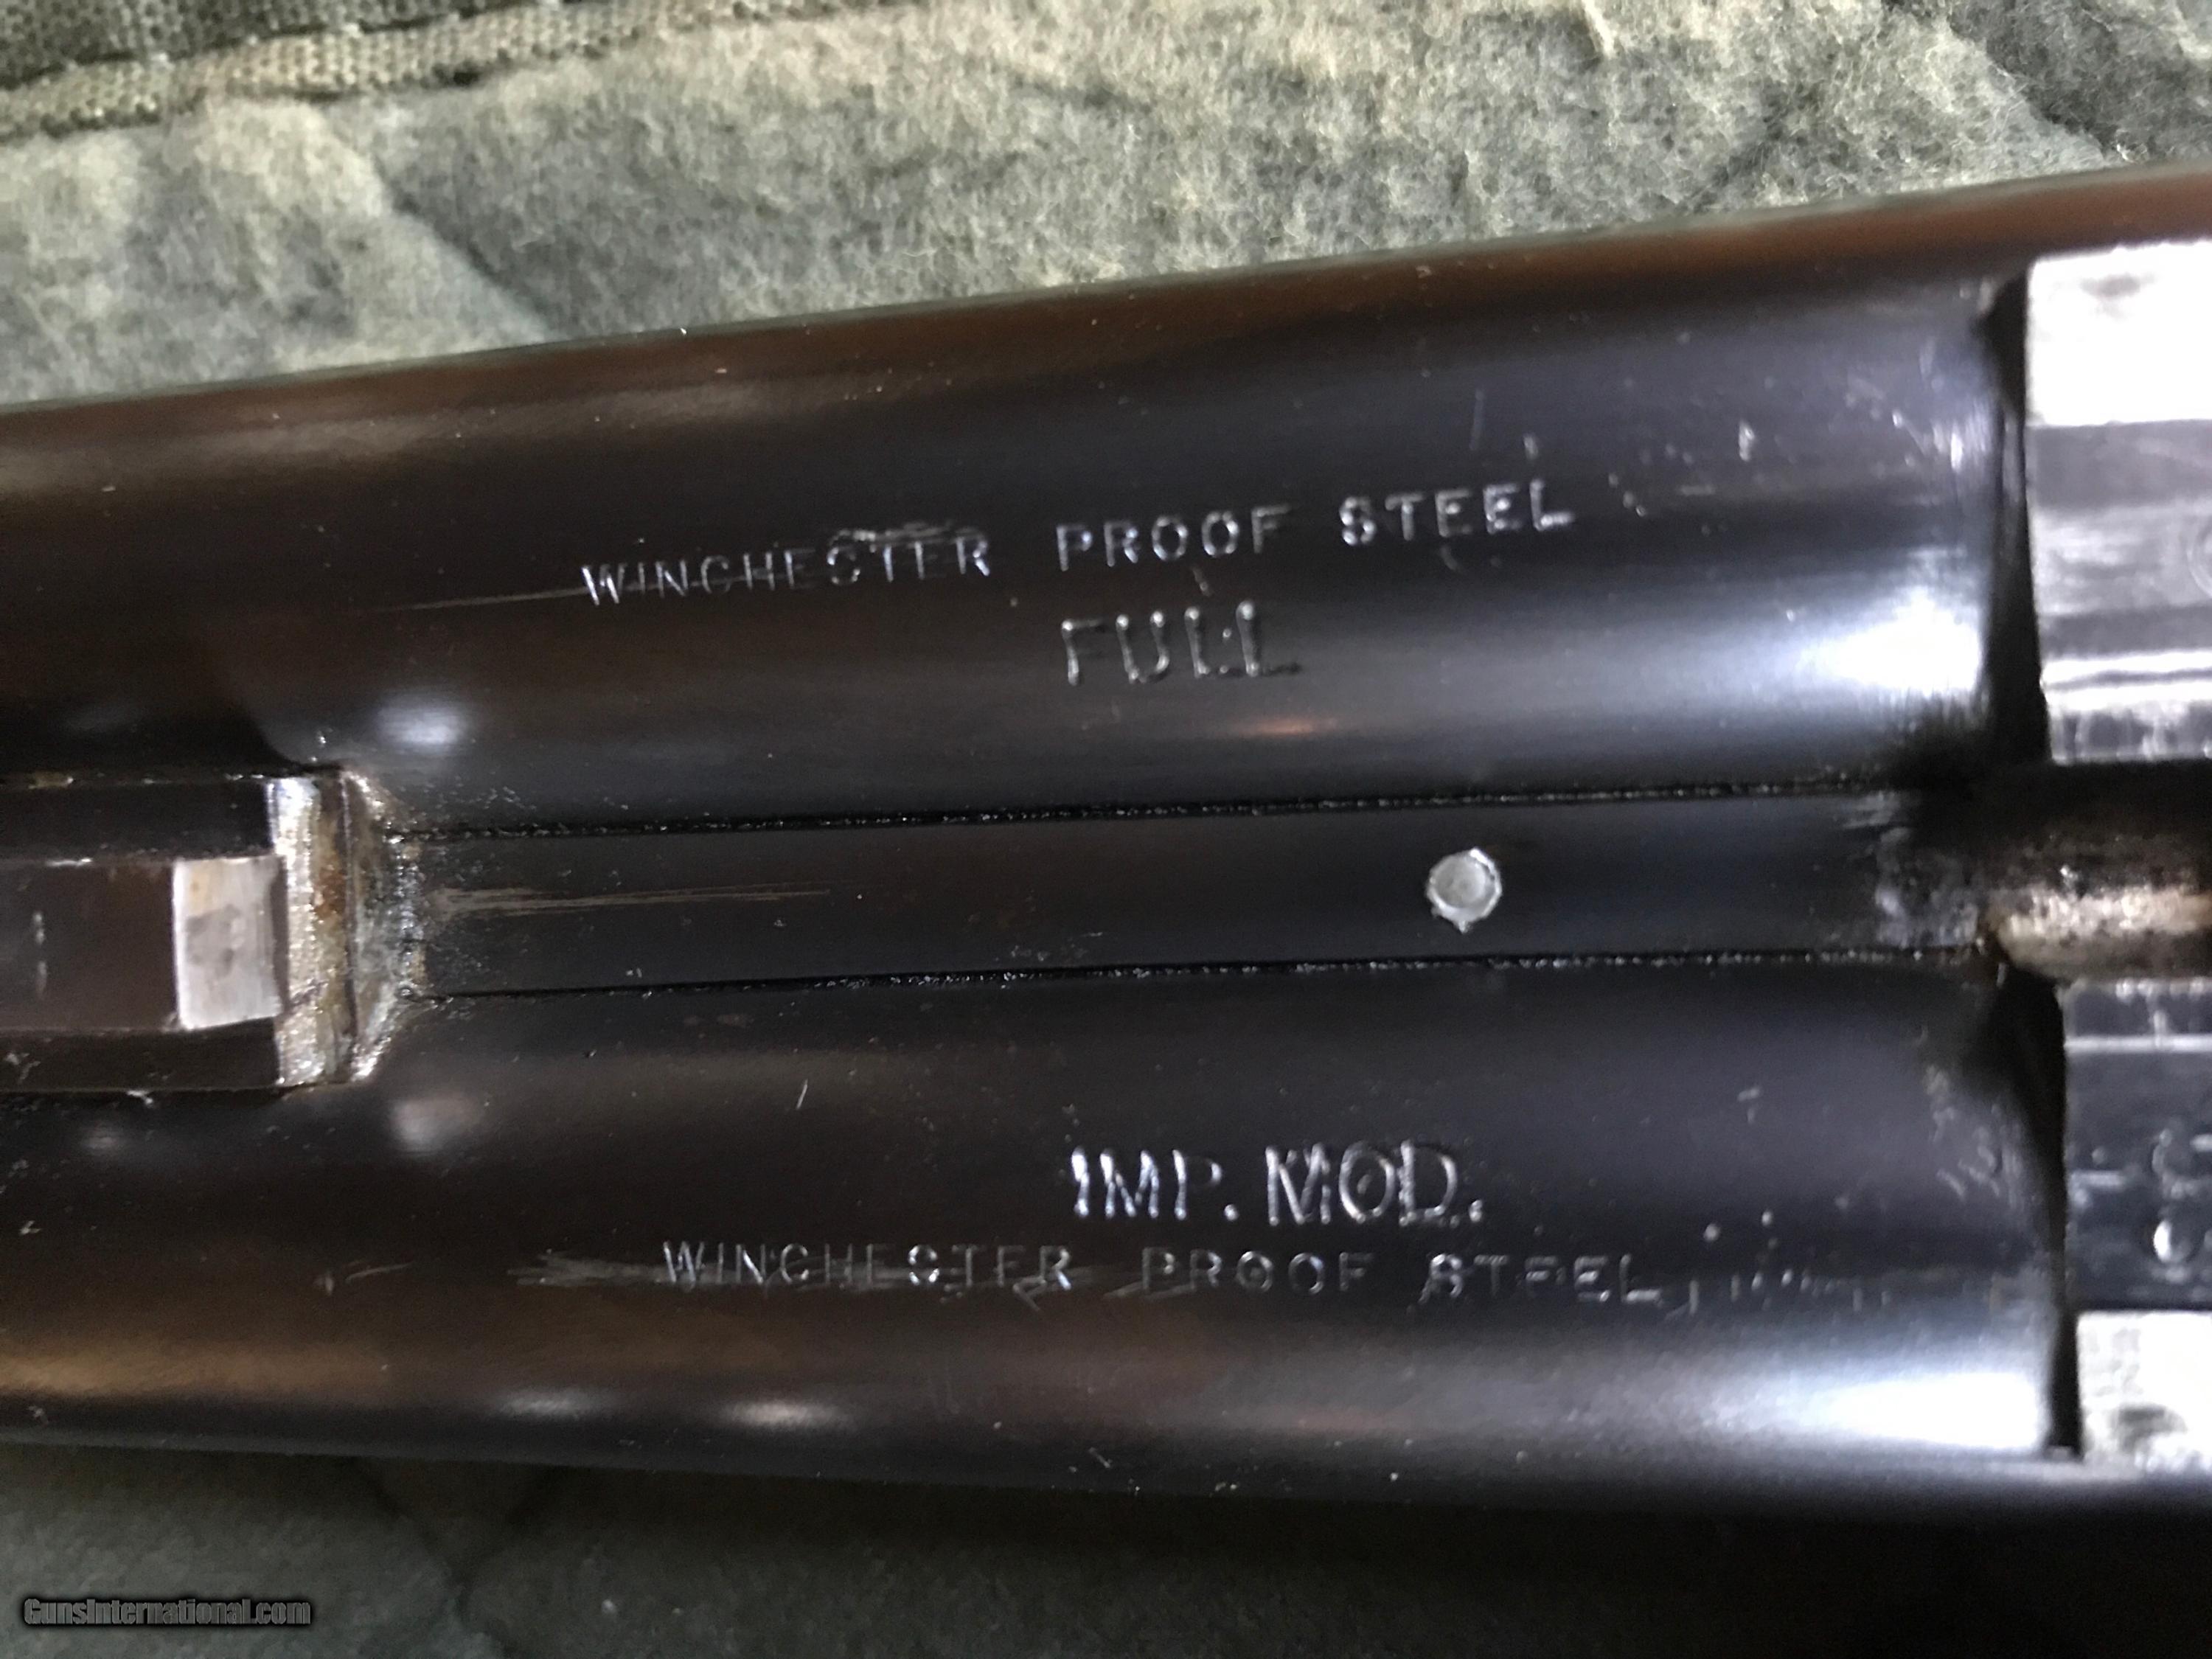 WINCHESTER PROOF STEEL
FULL
IMP. MOD.
WINCHESTER PROOF STEEL
GunsInternational.com